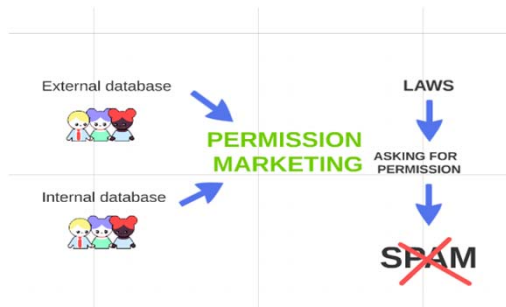 External database
PERMISSION
MARKETING
Internal database
LAWS
ASKING FOR
PERMISSION
SPAM